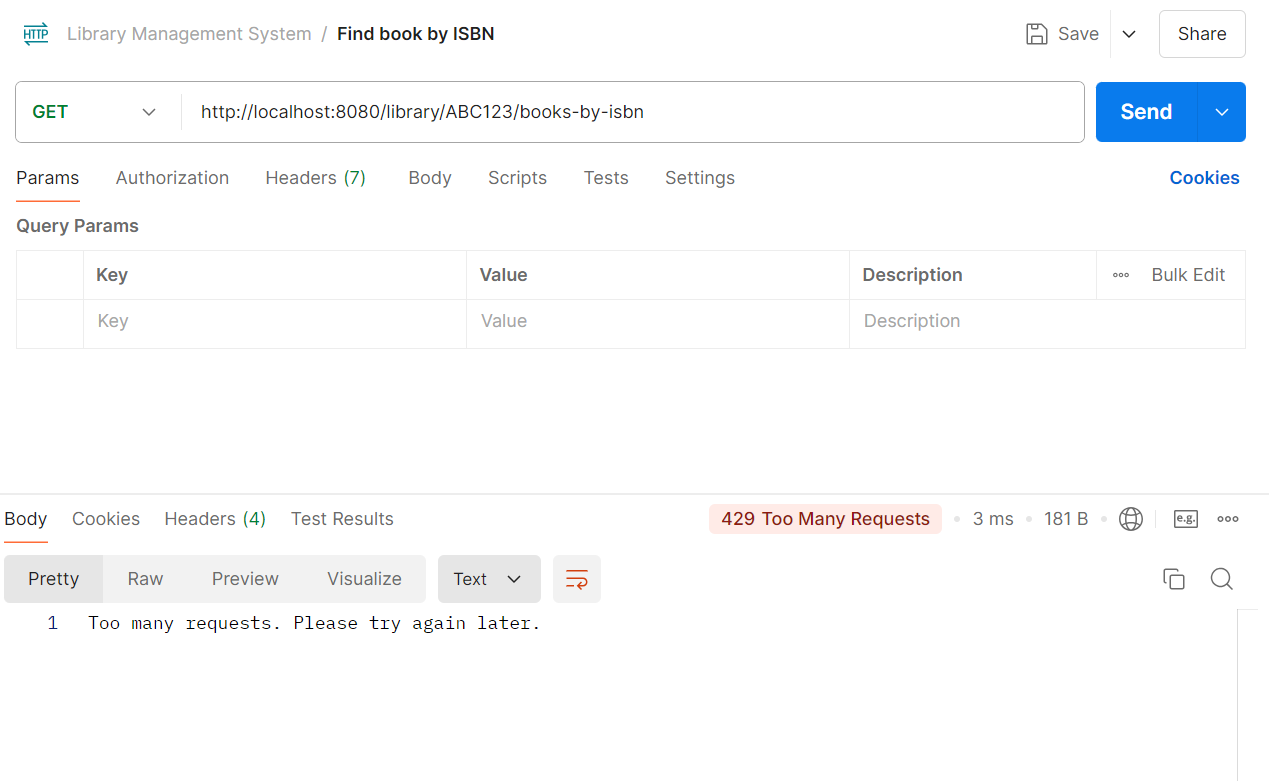 HTTP Library Management System / Find book by ISBN Save Share
GET http://localhost:8080/library/ABC123/books-by-isbn Send
Params Authorization Headers (7) Body Scripts Tests Settings Cookies
Query Params
Key Value Description Bulk Edit
Key Value Description
Body Cookies Headers (4) Test Results 429 Too Many Requests 3 ms 181 B e.g.
Pretty Raw Preview Visualize Text
1 Too many requests. Please try again later.